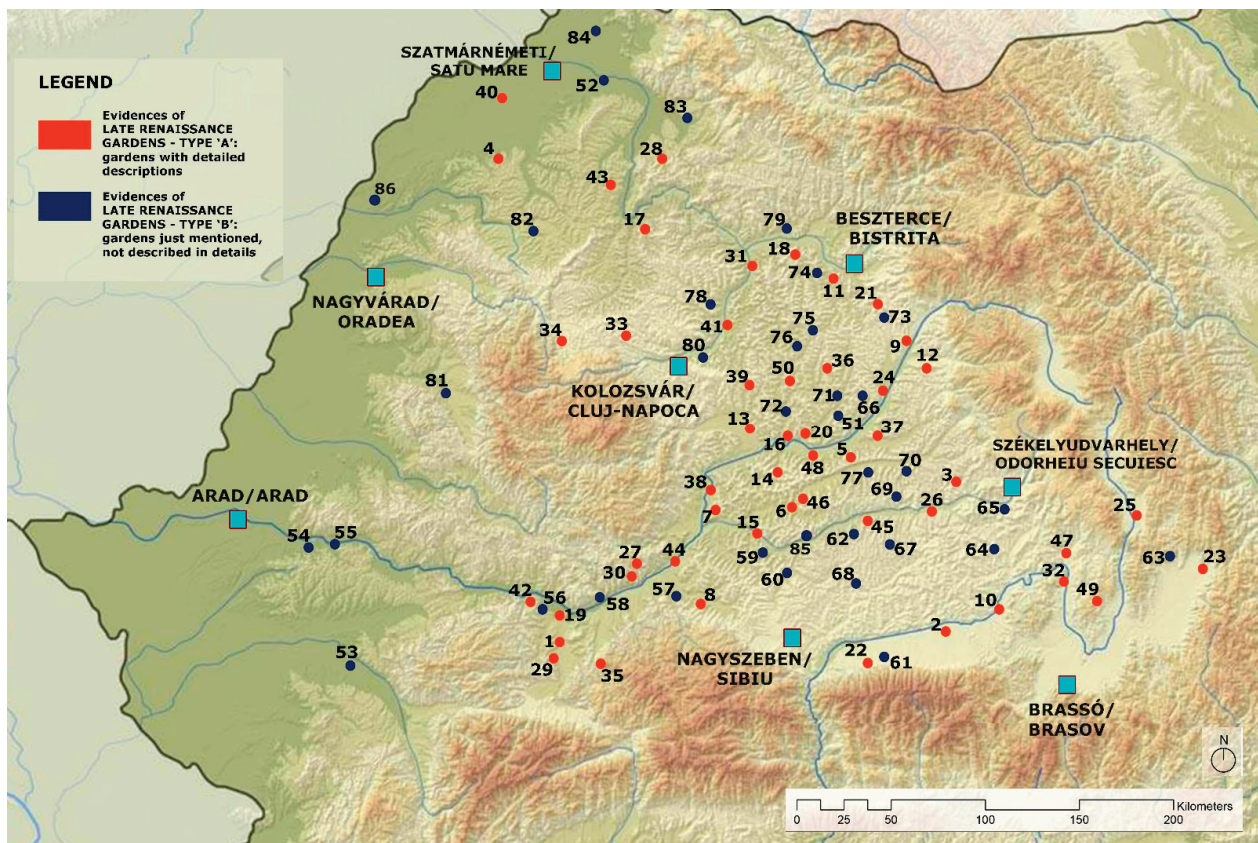 84
SZATMÁRNÉMETI/
SATU MARE
LEGEND
Evidences of
LATE RENAISSANCE
GARDENS - TYPE ‘A’:
gardens with detailed
descriptions
Evidences of
LATE RENAISSANCE
GARDENS - TYPE ‘B’:
gardens just mentioned,
not described in details
52
40
83
4
28
43
86
82
17
79
BESZTERCE/
BISTRITA
18
31
74
11
NAGYVÁRAD/
ORADEA
21
78
73
75
41
34
33
76
9
80
12
36
KOLOZSVÁR/
CLUJ-NAPOCA
50
39
81
24
71
66
72
51
13
20
37
16
SZÉKELYUDVARHELY/
ODORHEIU SECUIESC
5
48
70
14
77
3
38
69
ARAD/ARAD
46
6
7
26
65
25
54
55
15
45
85
62
67
59
27
44
30
64
47
63
23
60
68
32
49
42
56
58
57
8
19
10
1
2
53
29
35
NAGYSZEBEN/
SIBIU
22
61
BRASSÓ/
BRASOV
N
Kilometers
0 25 50 100 150 200